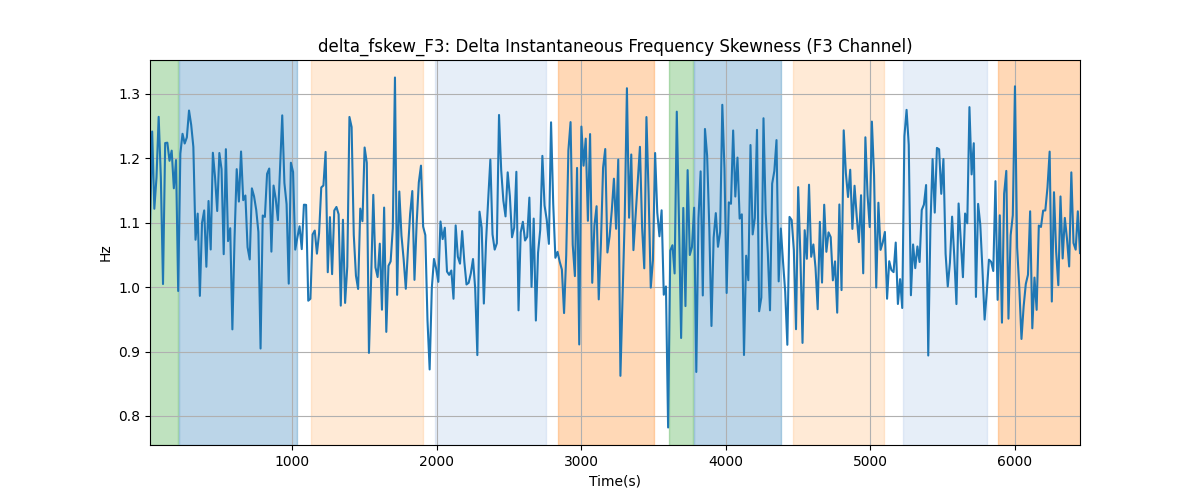 delta_fskew_F3: Delta Instantaneous Frequency Skewness (F3 Channel)
1.3
1.2
1.1
1.0
0.9
0.8
Hz
1000 2000 3000 4000 5000 6000
Time(s)